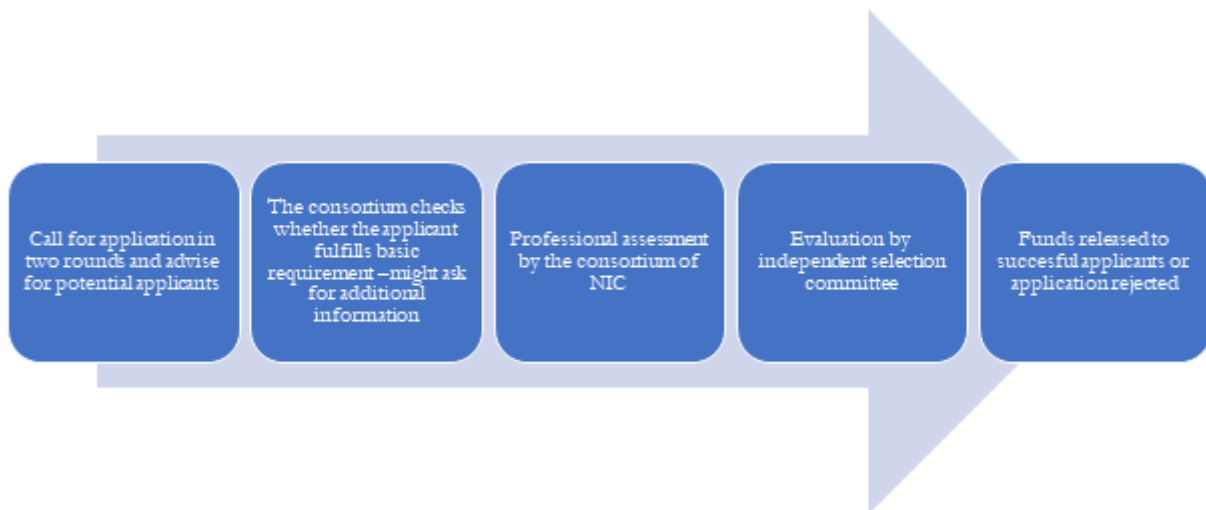 Call for application in
two rounds and advise
for potential applicants
The consortium checks
whether the applicant
fulfills basic
requirement –might ask
for additional
information
Professional assessment
by the consortium of
NIC
Evaluation by
independent selection
committee
Funds released to
succesful applicants or
application rejected